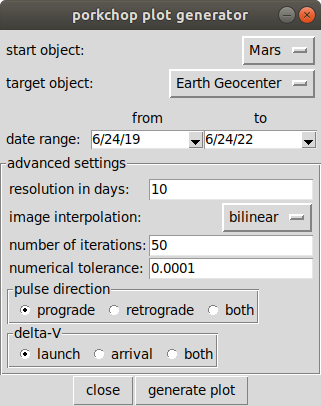 porkchop plot generator
start object: Mars
target object: Earth Geocenter
from to
date range: 6/24/19 6/24/22
advanced settings
resolution in days: 10
image interpolation: bilinear
number of iterations: 50
numerical tolerance: 0.0001
pulse direction
prograde retrograde both
delta-V
launch arrival both
close generate plot